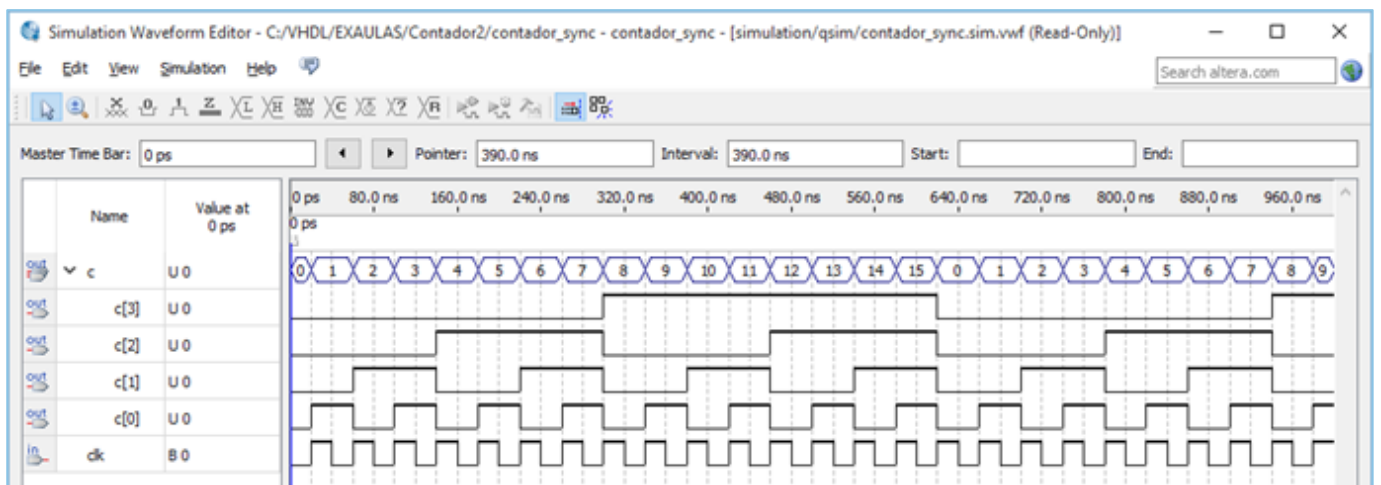 Simulation Waveform Editor - C:/VHDL/EXAULAS/Contador2/contador_sync - contador_sync - [simulation/qsim/contador_sync.sim.vwf (Read-Only)]
File Edit View Simulation Help Search altera.com
Master Time Bar: 0 ps Pointer: 390.0 ns Interval: 390.0 ns Start: End:
Name Value at 0 ps
0 ps 80.0 ns 160.0 ns 240.0 ns 320.0 ns 400.0 ns 480.0 ns 560.0 ns 640.0 ns 720.0 ns 800.0 ns 880.0 ns 960.0 ns
0 ps
out c U 0 0 1 2 3 4 5 6 7 8 9 10 11 12 13 14 15 0 1 2 3 4 5 6 7 8 9
out c[3] U 0
out c[2] U 0
out c[1] U 0
out c[0] U 0
in clk B 0